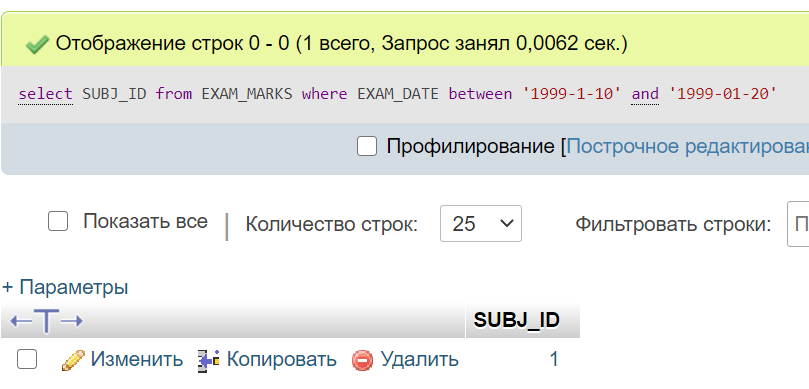 Отображение строк 0 - 0 (1 всего, Запрос занял 0,0062 сек.)
select SUBJ_ID from EXAM_MARKS where EXAM_DATE between '1999-1-10' and '1999-01-20'
Профилирование [Построчное редактирован
Показать все | Количество строк: 25 Фильтровать строки: П
+ Параметры
←T→ SUBJ_ID
Изменить Копировать Удалить 1